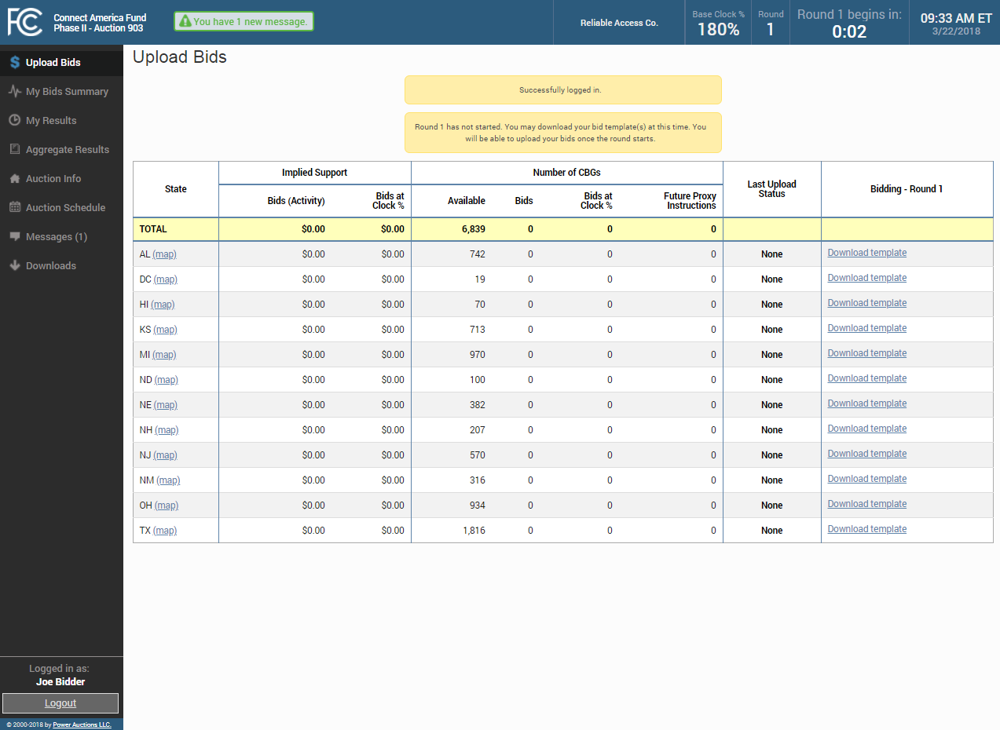 FCC
Connect America Fund
Phase II - Auction 903
You have 1 new message.
Reliable Access Co.
Base Clock %
180%
Round
1
Round 1 begins in:
0:02
09:33 AM ET
3/22/2018
Upload Bids
My Bids Summary
My Results
Aggregate Results
Auction Info
Auction Schedule
Messages (1)
Downloads
Logged in as:
Joe Bidder
Logout
© 2000-2018 by Power Auctions LLC.
Upload Bids
Successfully logged in.
Round 1 has not started. You may download your bid template(s) at this time. You
will be able to upload your bids once the round starts.
State Implied Support Number of CBGs Last Upload Status Bidding - Round 1
Bids (Activity) Bids at Clock % Available Bids Bids at Clock % Future Proxy Instructions
TOTAL $0.00 $0.00 6,839 0 0 0
AL (map) $0.00 $0.00 742 0 0 0 None Download template
DC (map) $0.00 $0.00 19 0 0 0 None Download template
HI (map) $0.00 $0.00 70 0 0 0 None Download template
KS (map) $0.00 $0.00 713 0 0 0 None Download template
MI (map) $0.00 $0.00 970 0 0 0 None Download template
ND (map) $0.00 $0.00 100 0 0 0 None Download template
NE (map) $0.00 $0.00 382 0 0 0 None Download template
NH (map) $0.00 $0.00 207 0 0 0 None Download template
NJ (map) $0.00 $0.00 570 0 0 0 None Download template
NM (map) $0.00 $0.00 316 0 0 0 None Download template
OH (map) $0.00 $0.00 934 0 0 0 None Download template
TX (map) $0.00 $0.00 1,816 0 0 0 None Download template